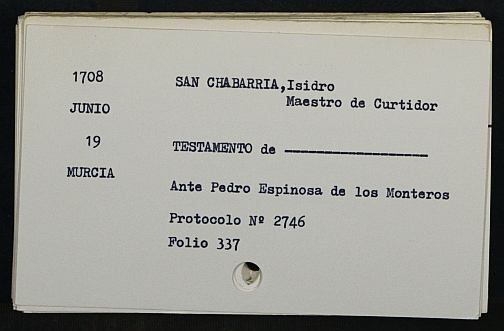 1708
JUNIO
19
MURCIA
SAN CHABARRIA,Isidro
Maestro de Curtidor
TESTAMENTO de ------------------
Ante Pedro Espinosa de los Monteros
Protocolo Nº 2746
Folio 337